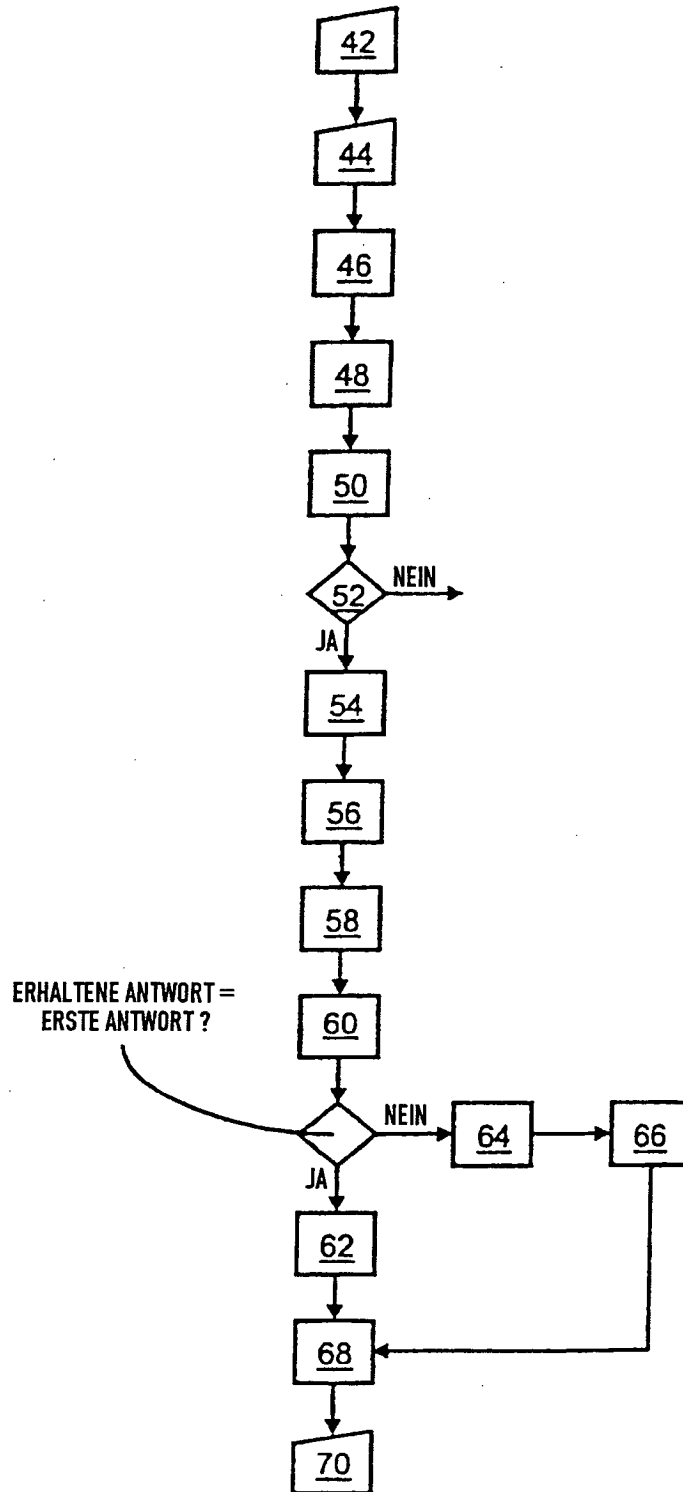 42
44
46
48
50
52
NEIN
JA
54
56
58
ERHALTENE ANTWORT =
ERSTE ANTWORT ?
60
NEIN
64
66
JA
62
68
70